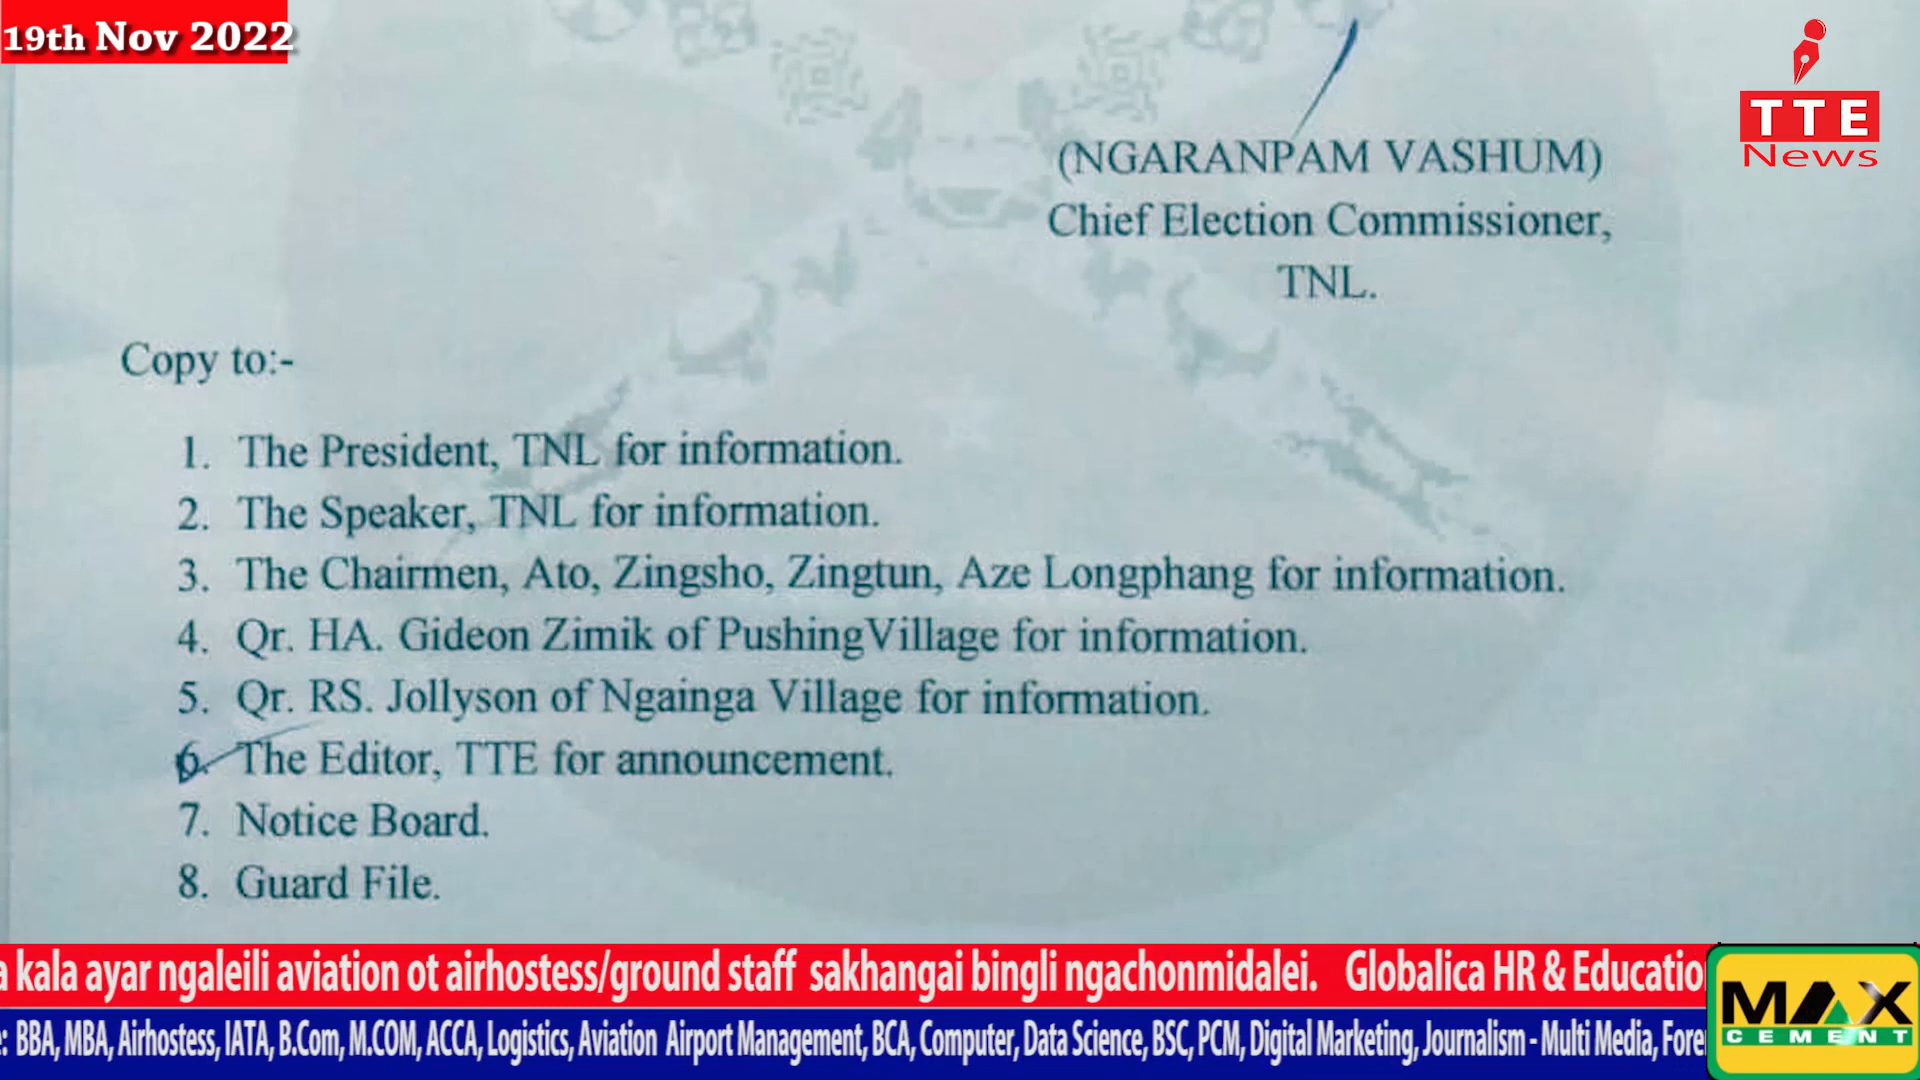 19th Nov 2022
TTE
News
(NGARANPAM VASHUM)
Chief Election Commissioner,
TNL.
Copy to:-
1. The President, TNL for information.
2. The Speaker, TNL for information.
3. The Chairmen, Ato, Zingsho, Zingtun, Aze Longphang for information.
4. Qr. HA. Gideon Zimik of Pushing Village for information.
5. Qr. RS. Jollyson of Ngainga Village for information.
6. The Editor, TTE for announcement.
7. Notice Board.
8. Guard File.
a kala ayar ngaleili aviation ot airhostess/ground staff sakhangai bingli ngachonmidalei. Globalica HR & Educatio
: BBA, MBA, Airhostess, IATA, B.Com, M.COM, ACCA, Logistics, Aviation Airport Management, BCA, Computer, Data Science, BSC, PCM, Digital Marketing, Journalism - Multi Media, Fore
MAX
CEMENT